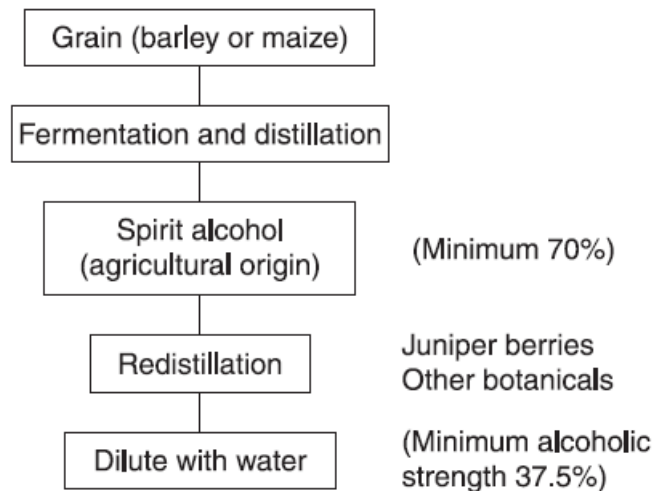 Grain (barley or maize)
Fermentation and distillation
Spirit alcohol
(agricultural origin)
(Minimum 70%)
Redistillation
Juniper berries
Other botanicals
Dilute with water
(Minimum alcoholic
strength 37.5%)